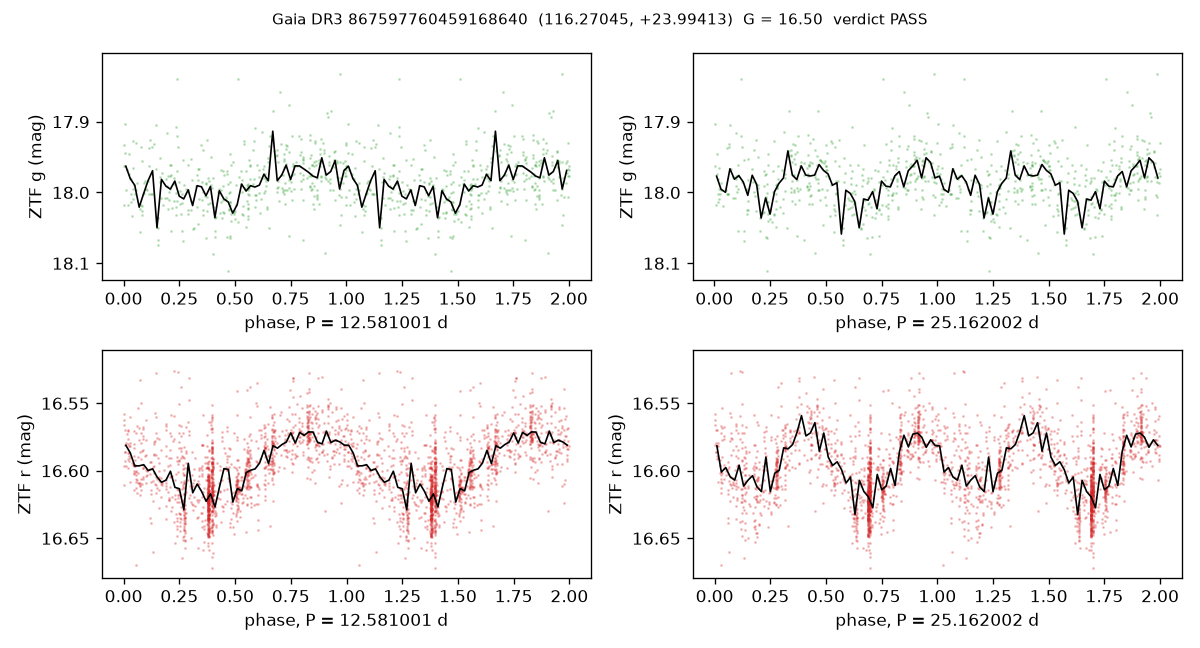 Gaia DR3 867597760459168640 (116.27045, +23.99413) G = 16.50 verdict PASS
ZTF g (mag)
17.9
18.0
18.1
0.00 0.25 0.50 0.75 1.00 1.25 1.50 1.75 2.00
phase, P = 12.581001 d
ZTF g (mag)
17.9
18.0
18.1
0.00 0.25 0.50 0.75 1.00 1.25 1.50 1.75 2.00
phase, P = 25.162002 d
ZTF r (mag)
16.55
16.60
16.65
0.00 0.25 0.50 0.75 1.00 1.25 1.50 1.75 2.00
phase, P = 12.581001 d
ZTF r (mag)
16.55
16.60
16.65
0.00 0.25 0.50 0.75 1.00 1.25 1.50 1.75 2.00
phase, P = 25.162002 d